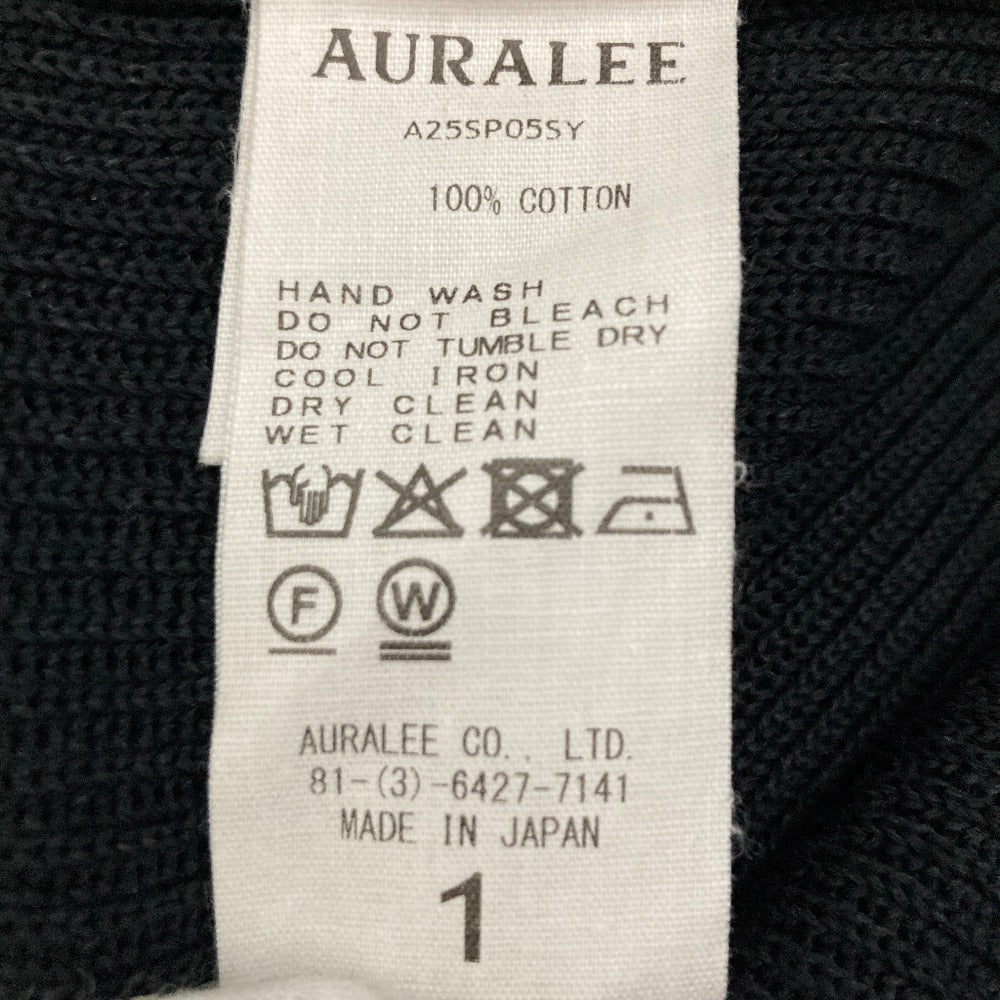 AURALEE
A25SP05SY
100% COTTON
HAND WASH
DO NOT BLEACH
DO NOT TUMBLE DRY
COOL IRON
DRY CLEAN
WET CLEAN
F W
AURALEE CO., LTD.
81-(3)-6427-7141
MADE IN JAPAN
1